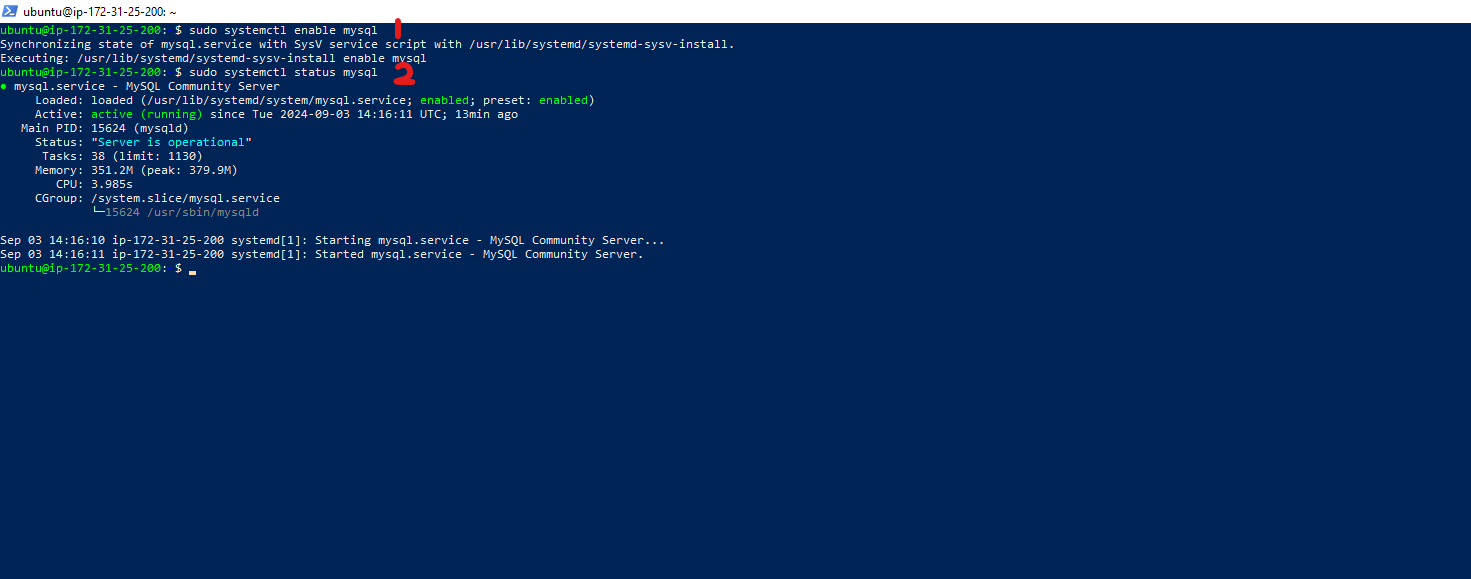 ubuntu@ip-172-31-25-200: ~
ubuntu@ip-172-31-25-200: $ sudo systemctl enable mysql 1
Synchronizing state of mysql.service with SysV service script with /usr/lib/systemd/systemd-sysv-install.
Executing: /usr/lib/systemd/systemd-sysv-install enable mysql
ubuntu@ip-172-31-25-200: $ sudo systemctl status mysql 2
● mysql.service - MySQL Community Server
Loaded: loaded (/usr/lib/systemd/system/mysql.service; enabled; preset: enabled)
Active: active (running) since Tue 2024-09-03 14:16:11 UTC; 13min ago
Main PID: 15624 (mysqld)
Status: "Server is operational"
Tasks: 38 (limit: 1130)
Memory: 351.2M (peak: 379.9M)
CPU: 3.985s
CGroup: /system.slice/mysql.service
└─15624 /usr/sbin/mysqld
Sep 03 14:16:10 ip-172-31-25-200 systemd[1]: Starting mysql.service - MySQL Community Server...
Sep 03 14:16:11 ip-172-31-25-200 systemd[1]: Started mysql.service - MySQL Community Server.
ubuntu@ip-172-31-25-200: $